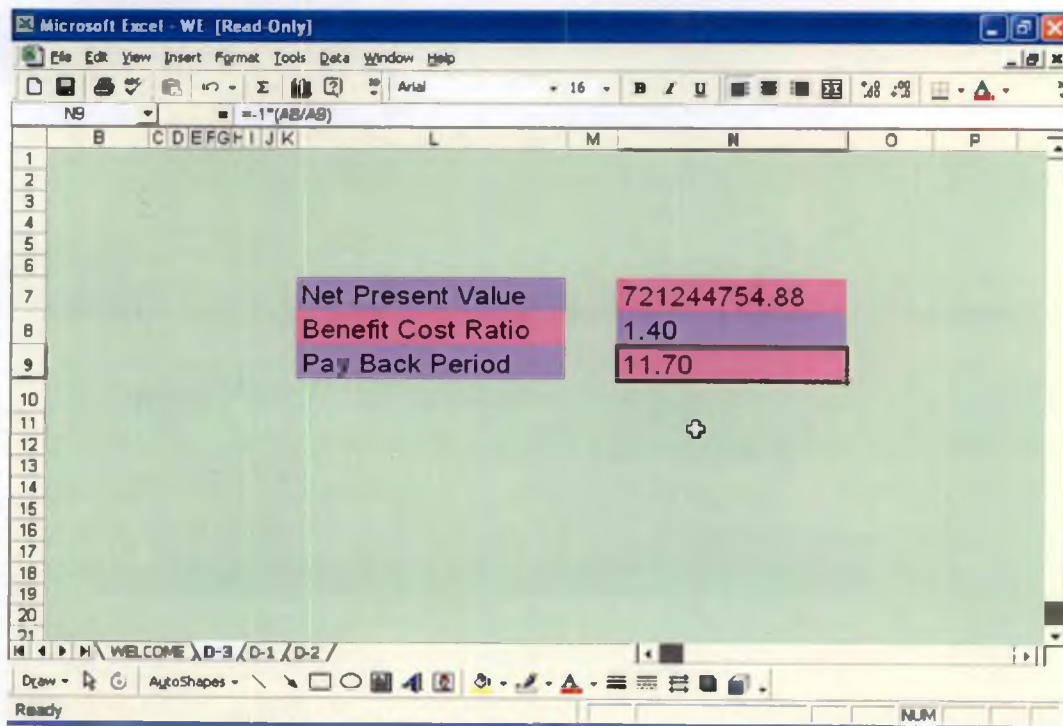 Microsoft Excel - WE [Read-Only]
File Edit View Insert Format Tools Data Window Help
Arial 16 B I U
N9 = =-1*(A8/A9)
B C D E F G H I J K L M N O P
1
2
3
4
5
6
7 Net Present Value 721244754.88
8 Benefit Cost Ratio 1.40
9 Pay Back Period 11.70
10
11
12
13
14
15
16
17
18
19
20
21
WELCOME D-3 D-1 D-2
Draw AutoShapes
Ready NUM